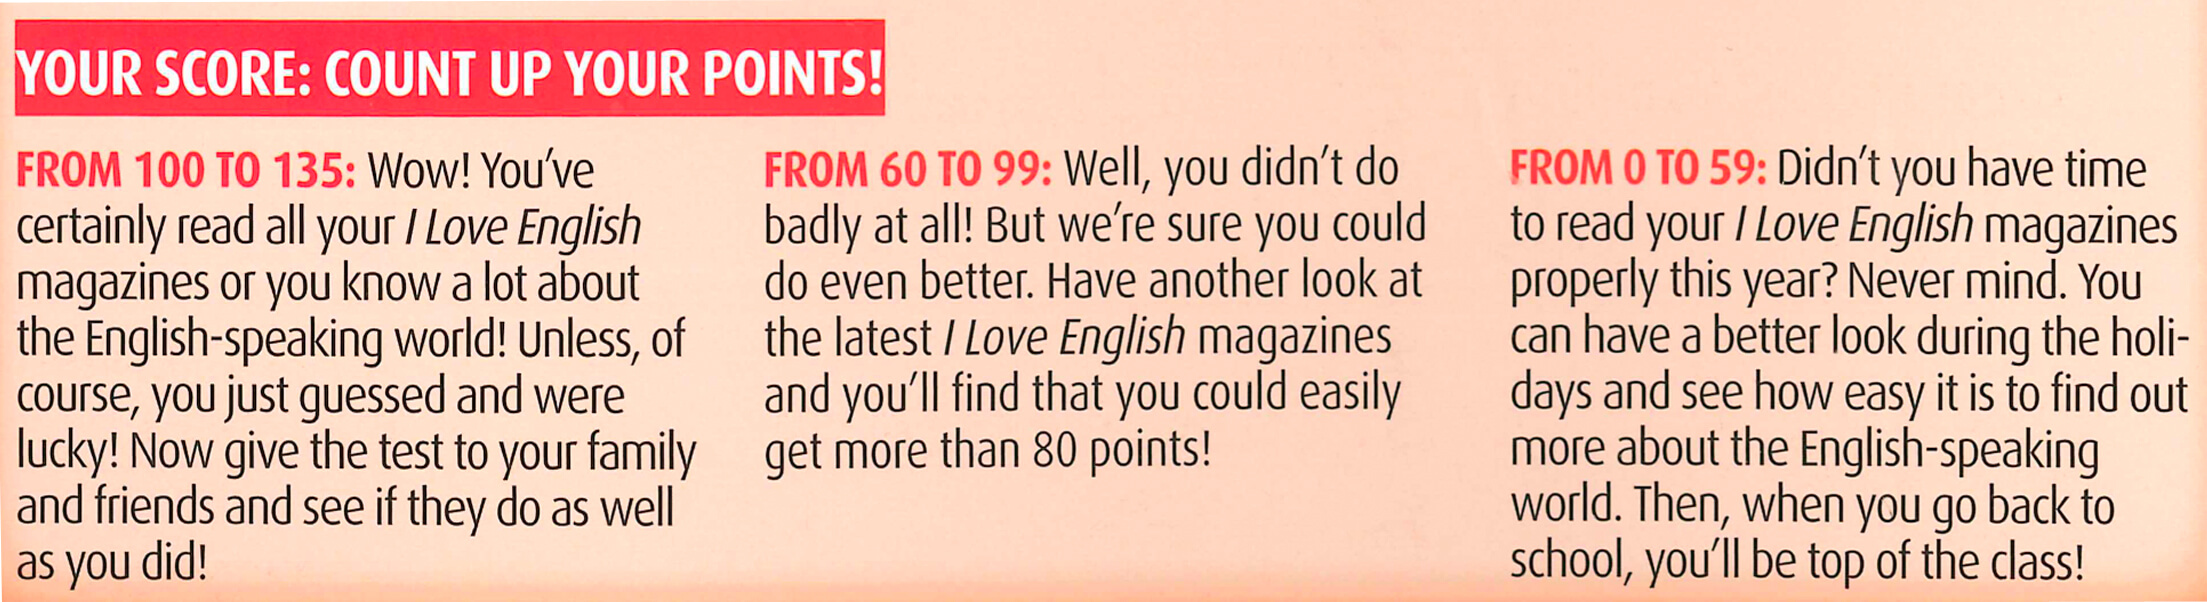 YOUR SCORE: COUNT UP YOUR POINTS!
FROM 100 TO 135: Wow! You've
certainly read all your I Love English
magazines or you know a lot about
the English-speaking world! Unless, of
course, you just guessed and were
lucky! Now give the test to your family
and friends and see if they do as well
as you did!
FROM 60 TO 99: Well, you didn't do
badly at all! But we're sure you could
do even better. Have another look at
the latest I Love English magazines
and you'll find that you could easily
get more than 80 points!
FROM 0 TO 59: Didn't you have time
to read your I Love English magazines
properly this year? Never mind. You
can have a better look during the holi-
days and see how easy it is to find out
more about the English-speaking
world. Then, when you go back to
school, you'll be top of the class!